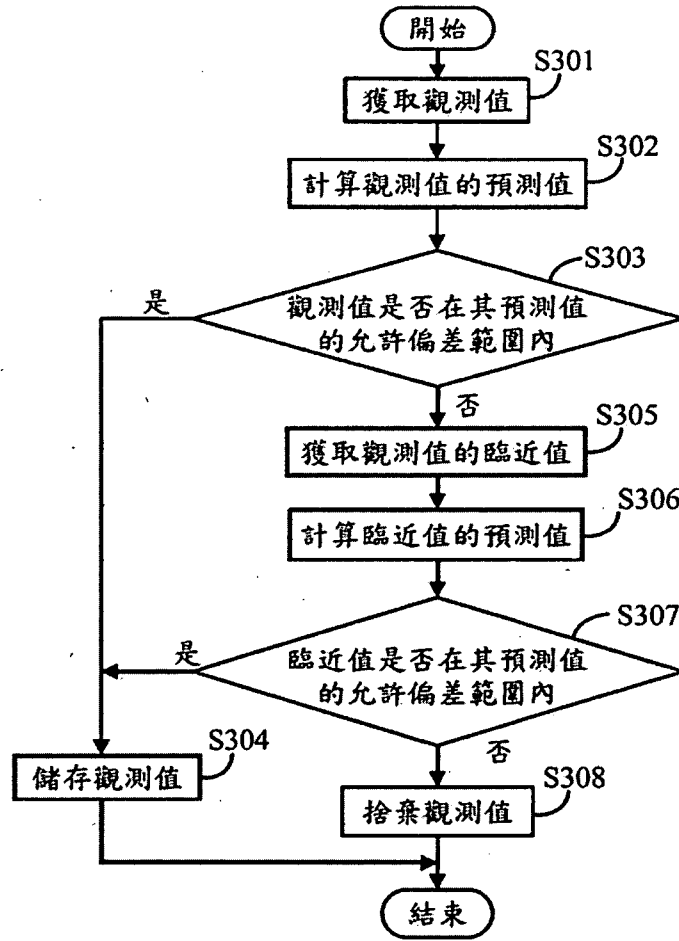 開始
S301
獲取觀測值
S302
計算觀測值的預測值
S303
是
觀測值是否在其預測值
的允許偏差範圍內
否
S305
獲取觀測值的臨近值
S306
計算臨近值的預測值
S307
是
臨近值是否在其預測值
的允許偏差範圍內
S304
否
儲存觀測值
S308
捨棄觀測值
結束